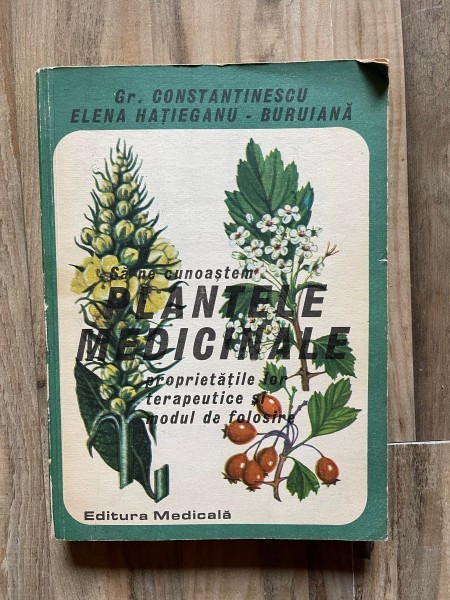 Gr. CONSTANTINESCU
ELENA HAȚIEGANU - BURUIANĂ
Să ne cunoaștem
PLANTELE
MEDICINALE
proprietățile lor
terapeutice și
modul de folosire
Editura Medicală